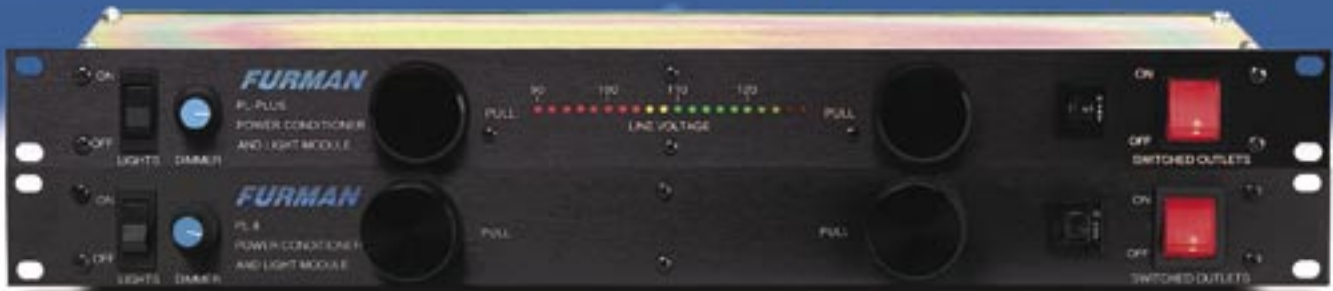 ON
OFF
LIGHTS
DIMMER
FURMAN
PL-PLUS
POWER CONDITIONER
AND LIGHT MODULE
PULL
90 100 110 120
LINE VOLTAGE
PULL
ON
OFF
SWITCHED OUTLETS
ON
OFF
LIGHTS
DIMMER
FURMAN
PL 8
POWER CONDITIONER
AND LIGHT MODULE
PULL
PULL
ON
OFF
SWITCHED OUTLETS